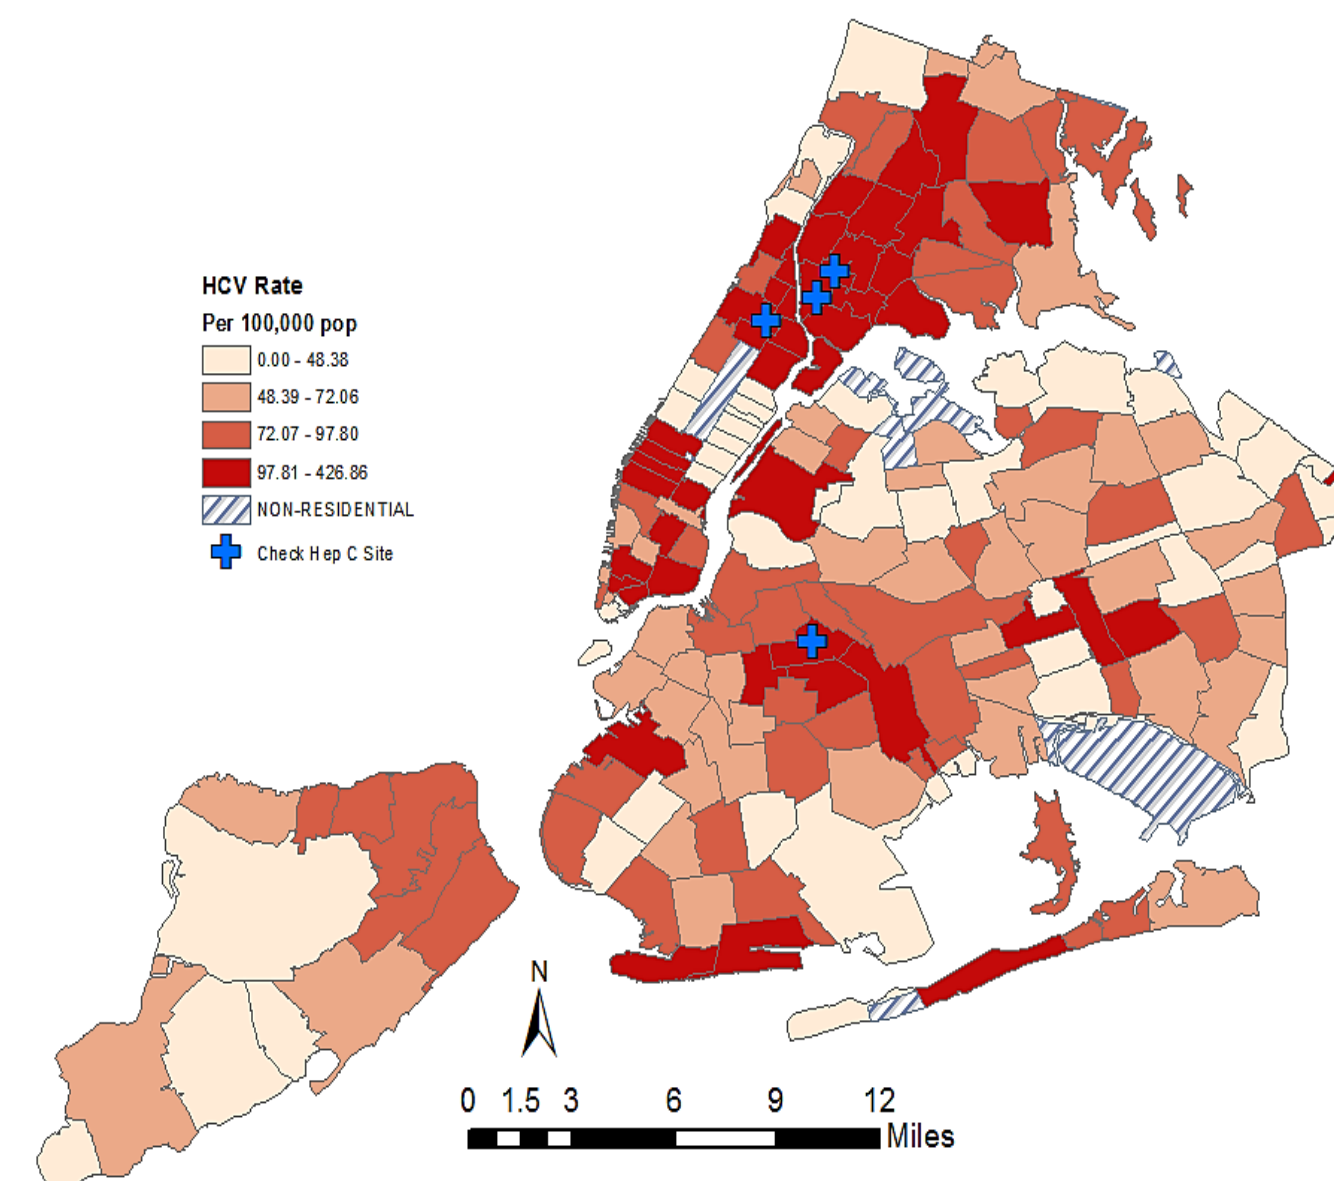 HCV Rate
Per 100,000 pop
0.00 - 48.38
48.39 - 72.06
72.07 - 97.80
97.81 - 426.86
NON-RESIDENTIAL
Check Hep C Site
N
0 1.5 3 6 9 12
Miles